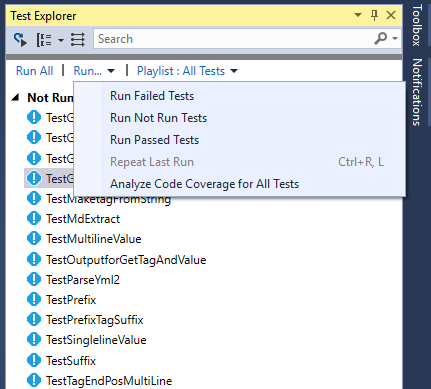 Test Explorer
Search
Run All | Run... Playlist : All Tests
Not Run
TestG
TestG
TestG
TestG
Run Failed Tests
Run Not Run Tests
Run Passed Tests
Repeat Last Run Ctrl+R, L
Analyze Code Coverage for All Tests
TestMaketagFromString
TestMdExtract
TestMultilineValue
TestOutputforGetTagAndValue
TestParseYml2
TestPrefix
TestPrefixTagSuffix
TestSinglelineValue
TestSuffix
TestTagEndPosMultiLine
Toolbox
Notifications